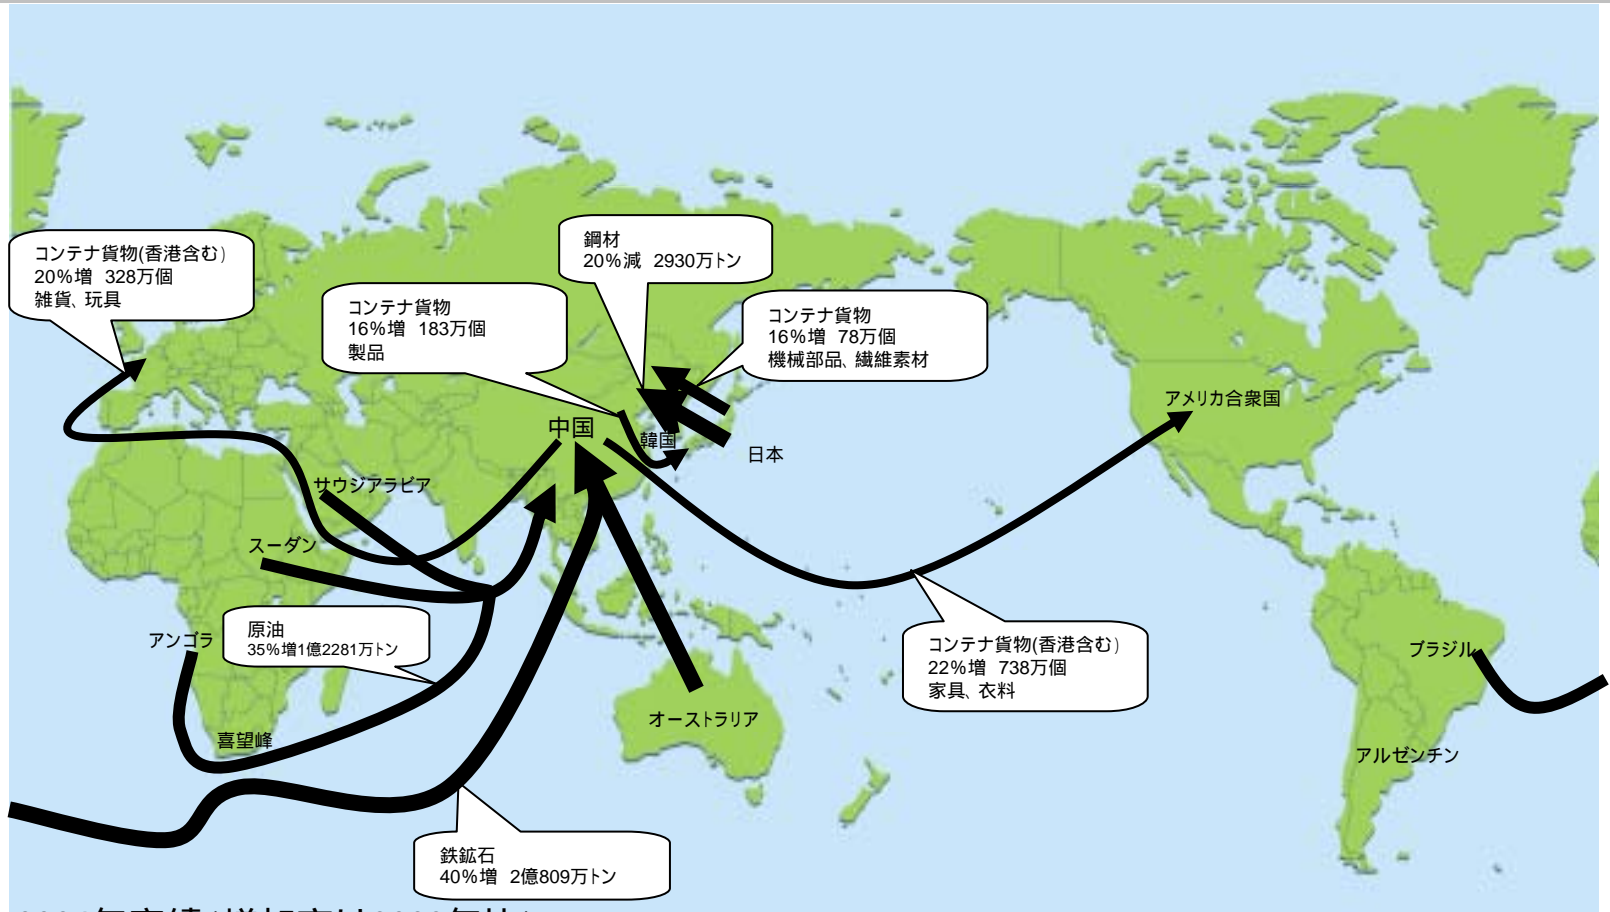 鋼材
20%減 2930万トン
コンテナ貨物(香港含む)
20%増 328万個
雑貨、玩具
コンテナ貨物
16%増 183万個
製品
コンテナ貨物
16%増 78万個
機械部品、繊維素材
アメリカ合衆国
中国
韓国
日本
サウジアラビア
スーダン
原油
35%増1億2281万トン
アンゴラ
コンテナ貨物(香港含む)
22%増 738万個
家具、衣料
ブラジル
オーストラリア
喜望峰
アルゼンチン
鉄鉱石
40%増 2億809万トン